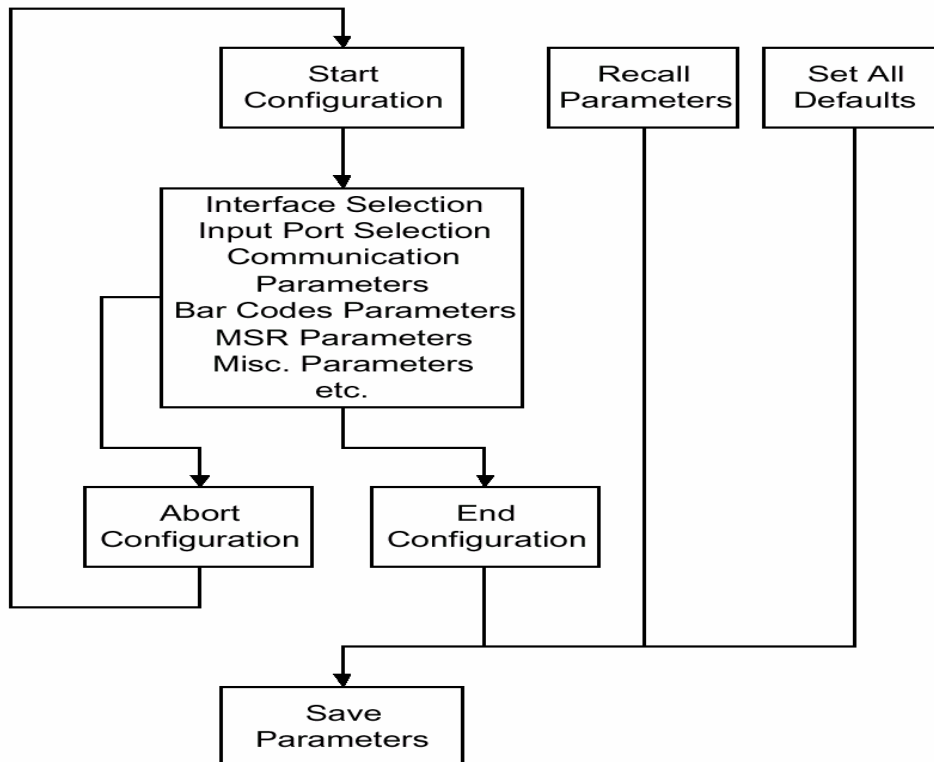 Start
Configuration
Recall
Parameters
Set All
Defaults
Interface Selection
Input Port Selection
Communication
Parameters
Bar Codes Parameters
MSR Parameters
Misc. Parameters
etc.
Abort
Configuration
End
Configuration
Save
Parameters